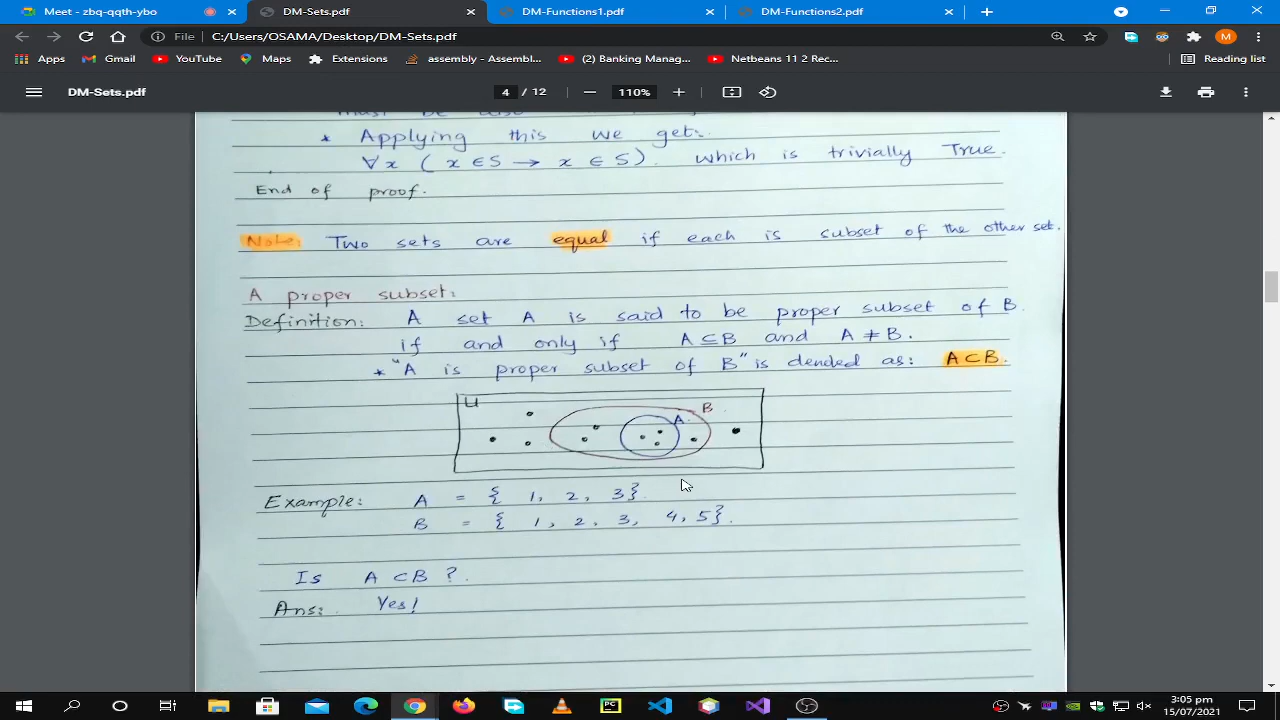 Meet - zbq-qqth-ybo
DM-Sets.pdf
DM-Functions1.pdf
DM-Functions2.pdf
File
C:/Users/OSAMA/Desktop/DM-Sets.pdf
M
Apps
Gmail
YouTube
Maps
Extensions
assembly - Assembl...
(2) Banking Manag...
Netbeans 11 2 Rec...
Reading list
DM-Sets.pdf
4 / 12
110%
* Applying this we get:
∀x ( x ∈ S → x ∈ S). which is trivially True.
End of proof.
Note: Two sets are equal if each is subset of the other set.
A proper subset:
Definition: A set A is said to be proper subset of B
if and only if A ⊆ B and A ≠ B.
* "A is proper subset of B" is dended as: A ⊂ B.
U
B
A
Example: A = { 1, 2, 3}
B = { 1, 2, 3, 4, 5}.
Is A ⊂ B ?
Ans: Yes!
3:05 pm
15/07/2021